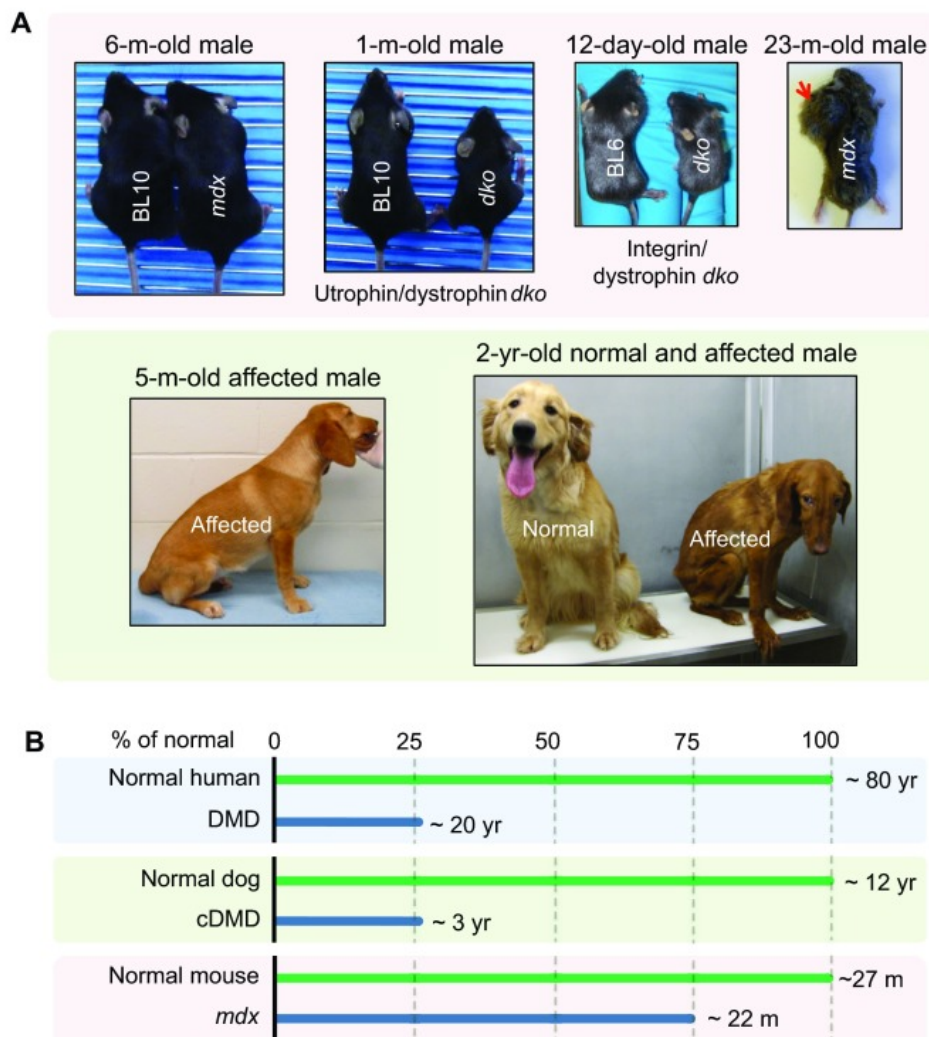 A
6-m-old male
1-m-old male
12-day-old male
23-m-old male
BL10
mdx
BL10
dko
BL6
dko
mdx
Utrophin/dystrophin dko
Integrin/
dystrophin dko
5-m-old affected male
2-yr-old normal and affected male
Affected
Normal
Affected
B
% of normal 0 25 50 75 100
Normal human ~ 80 yr
DMD ~ 20 yr
Normal dog ~ 12 yr
cDMD ~ 3 yr
Normal mouse ~27 m
mdx ~ 22 m